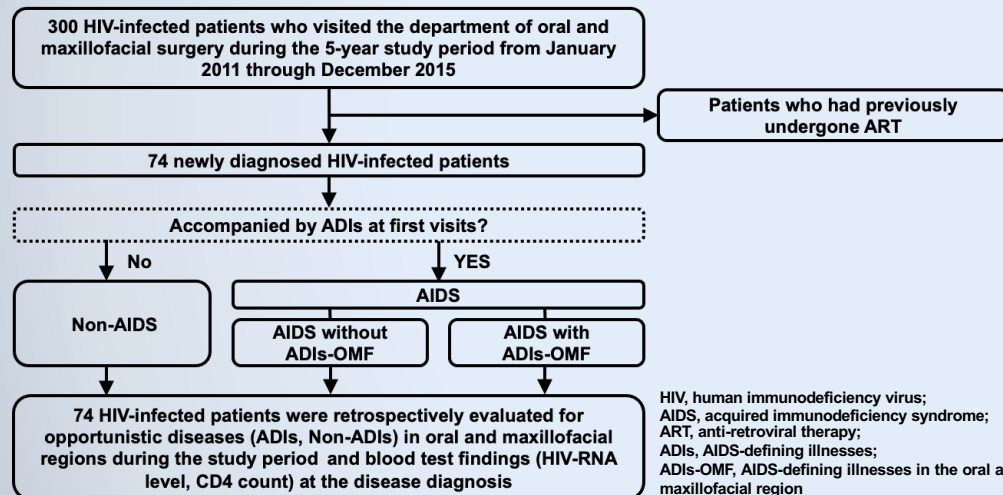 300 HIV-infected patients who visited the department of oral and
maxillofacial surgery during the 5-year study period from January
2011 through December 2015
Patients who had previously
undergone ART
74 newly diagnosed HIV-infected patients
Accompanied by ADIs at first visits?
No
YES
Non-AIDS
AIDS
AIDS without
ADIs-OMF
AIDS with
ADIs-OMF
74 HIV-infected patients were retrospectively evaluated for
opportunistic diseases (ADIs, Non-ADIs) in oral and maxillofacial
regions during the study period and blood test findings (HIV-RNA
level, CD4 count) at the disease diagnosis
HIV, human immunodeficiency virus;
AIDS, acquired immunodeficiency syndrome;
ART, anti-retroviral therapy;
ADIs, AIDS-defining illnesses;
ADIs-OMF, AIDS-defining illnesses in the oral
maxillofacial region